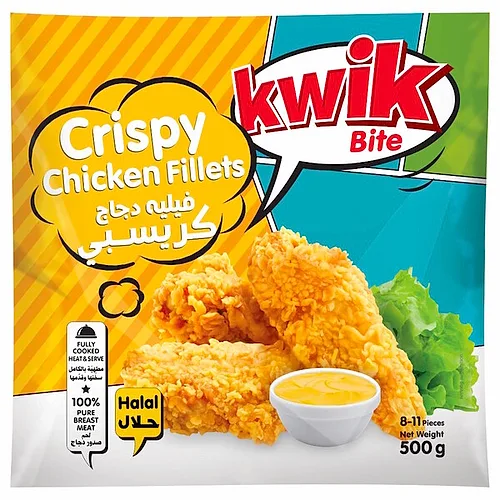 kwik
Bite
Crispy
Chicken Fillets
فيليه دجاج
كريسبي
FULLY
COOKED
HEAT & SERVE
مطهية بالكامل
سخنها وقدمها
100%
PURE
BREAST
MEAT
لحم
صدور دجاج
Halal
حلال
8-11 Pieces
Net Weight
500 g